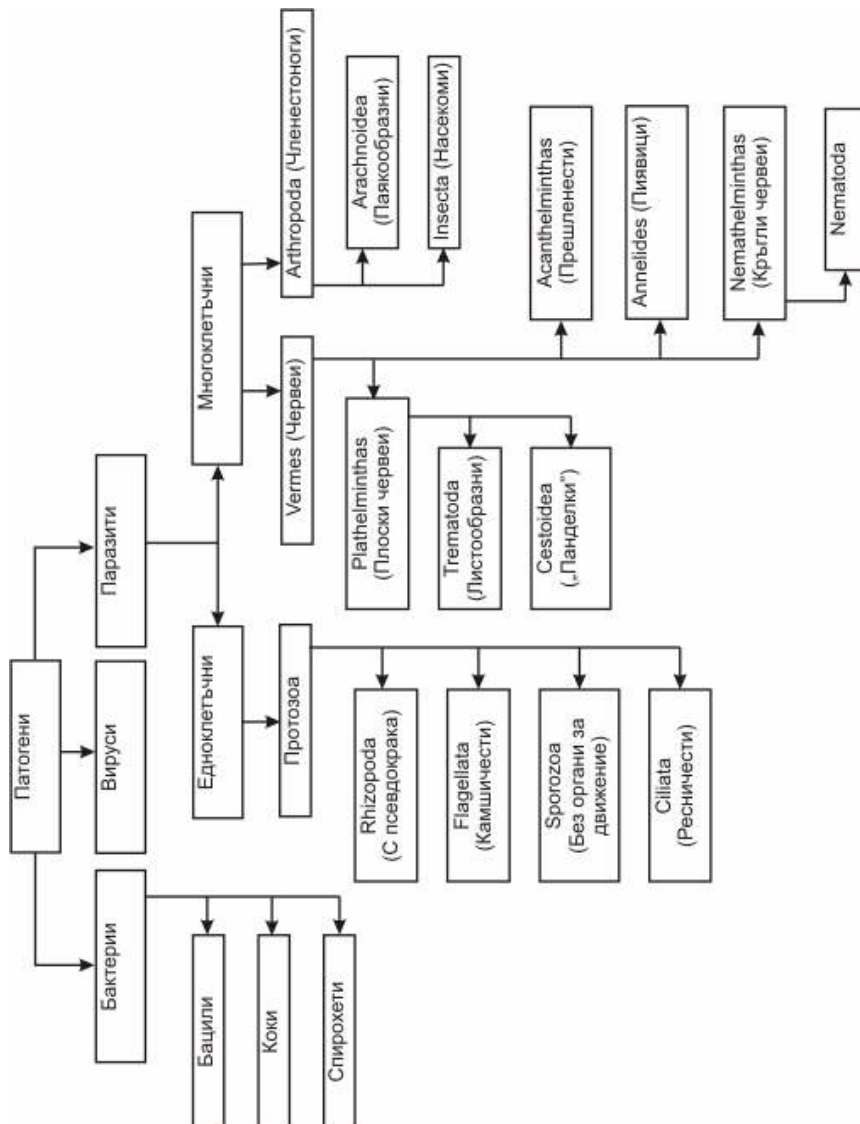 Патогени
Бактерии
Вируси
Паразити
Бацили
Коки
Спирохети
Едноклетъчни
Многоклетъчни
Протозоа
Rhizopoda
(С псевдокрака)
Flagellata
(Камшичести)
Sporozoa
(Без органи за
движение)
Ciliata
(Ресничести)
Vermes (Червеи)
Plathelminthas
(Плоски червеи)
Trematoda
(Листообразни)
Cestoidea
(„Панделки”)
Acanthelminthas
(Прешленести)
Annelides (Пиявици)
Nemathelminthas
(Кръгли червеи)
Nematoda
Arthropoda (Членестоноги)
Arachnoidea
(Паякообразни)
Insecta (Насекоми)